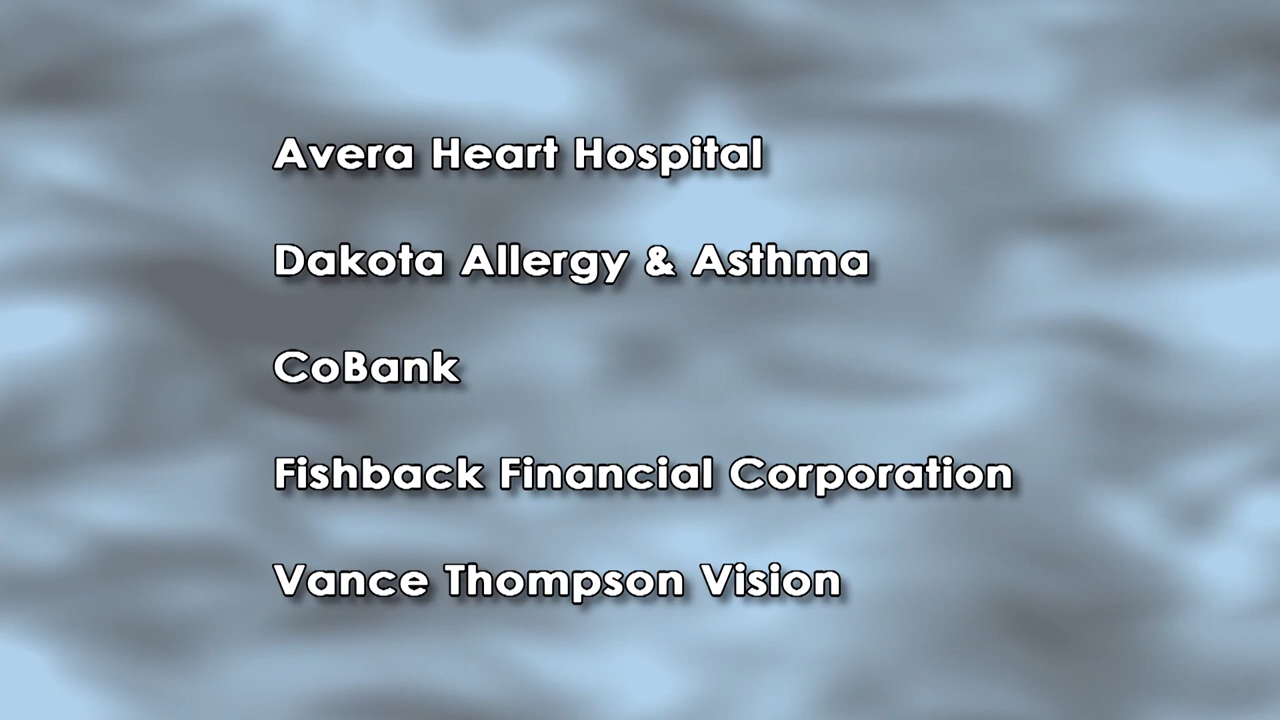 Avera Heart Hospital
Dakota Allergy & Asthma
CoBank
Fishback Financial Corporation
Vance Thompson Vision